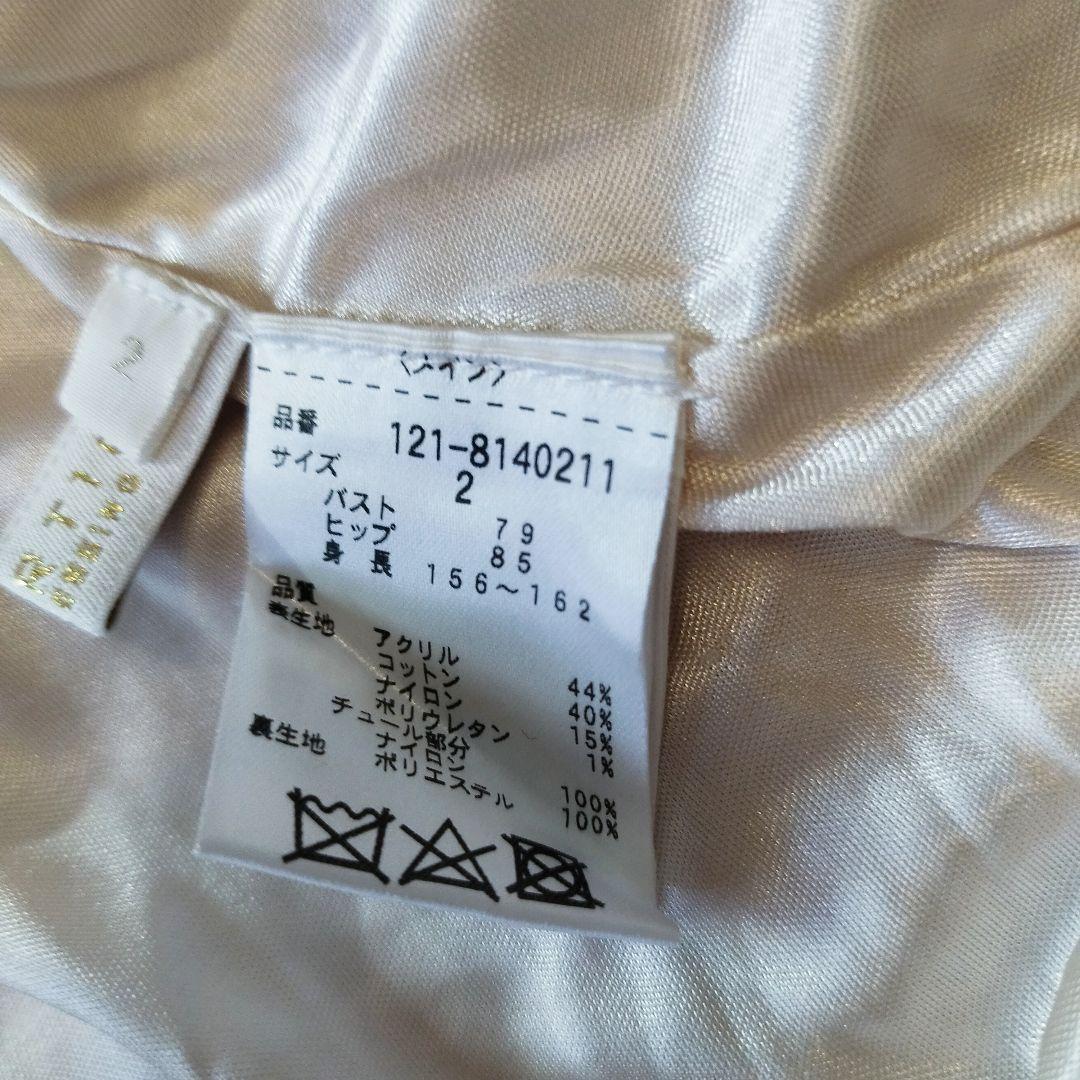 2
〈メイン〉
品番 121-8140211
サイズ 2
バスト 79
ヒップ 85
身長 156～162
品質
表生地 アクリル 44%
コットン 40%
ナイロン 15%
ポリウレタン 1%
チュール部分
ナイロン 100%
裏生地 ポリエステル 100%